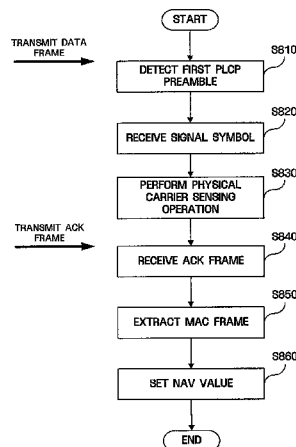 START
TRANSMIT DATA
FRAME
S810
DETECT FIRST PLCP
PREAMBLE
S820
RECEIVE SIGNAL SYMBOL
S830
PERFORM PHYSICAL
CARRIER SENSING
OPERATION
TRANSMIT ACK
FRAME
S840
RECEIVE ACK FRAME
S850
EXTRACT MAC FRAME
S860
SET NAV VALUE
END